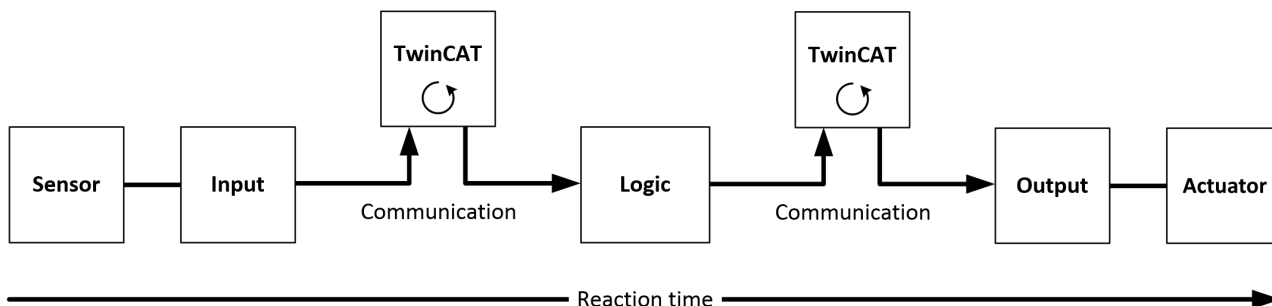 TwinCAT
TwinCAT
Sensor
Input
Logic
Output
Actuator
Communication
Communication
Reaction time